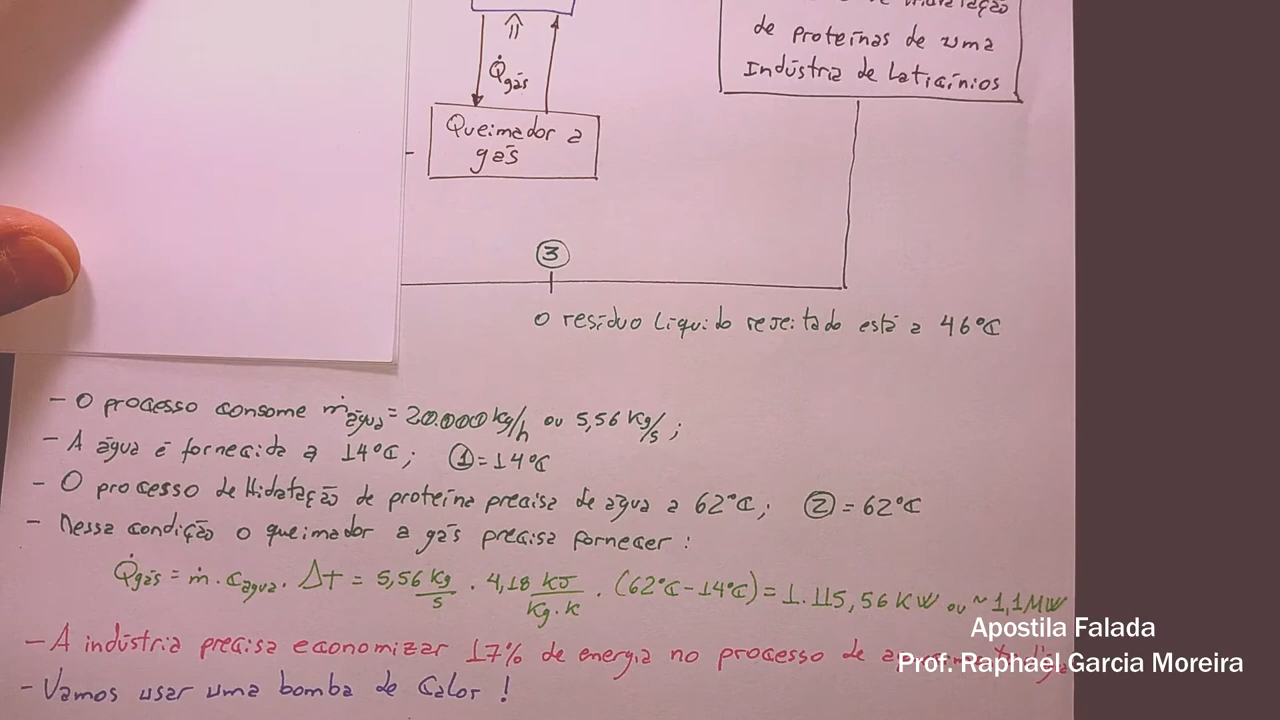 de proteínas de uma
Indústria de Laticínios
Q̇gás
Queimador a
gás
3
o resíduo líquido rejeitado está a 46°C
- O processo consome ṁágua = 20.000 kg/h ou 5,56 kg/s ;
- A água é fornecida a 14°C; ① = 14°C
- O processo de Hidratação de proteína precisa de água a 62°C; ② = 62°C
- Nessa condição o queimador a gás precisa fornecer :
Q̇gás = ṁ . Cágua . Δt = 5,56 kg/s . 4,18 kJ/kg.k . (62°C-14°C) = 1.115,56 KW ou ~1,1MW
- A indústria precisa economizar 17% de energia no processo de
- Vamos usar uma bomba de calor !
Apostila Falada
Prof. Raphael Garcia Moreira